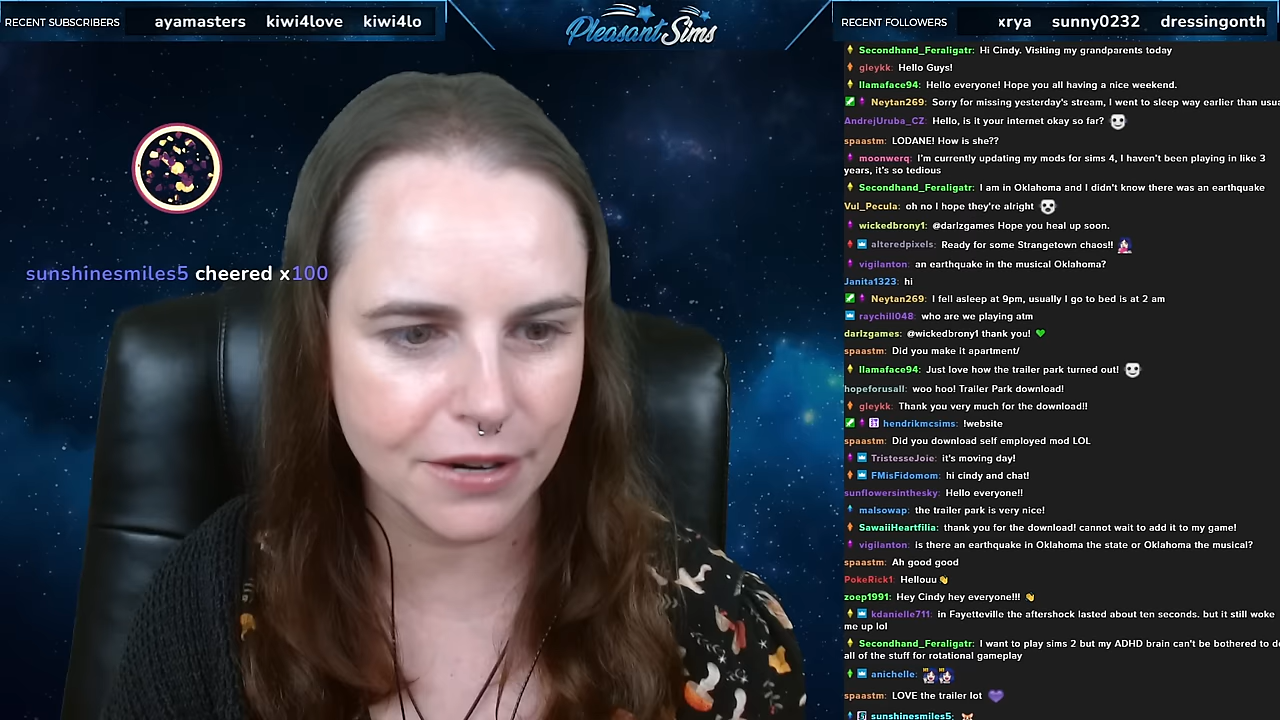 RECENT SUBSCRIBERS ayamasters kiwi4love kiwi4lo
PleasantSims
RECENT FOLLOWERS xrya sunny0232 dressingonth
sunshinesmiles5 cheered x100
Secondhand_Feraligatr: Hi Cindy. Visiting my grandparents today
gleykk: Hello Guys!
llamaface94: Hello everyone! Hope you all having a nice weekend.
Neytan269: Sorry for missing yesterday's stream, I went to sleep way earlier than usu
AndrejUruba_CZ: Hello, is it your internet okay so far?
spaastm: LODANE! How is she??
moonwerq: I'm currently updating my mods for sims 4, I haven't been playing in like 3
years, it's so tedious
Secondhand_Feraligatr: I am in Oklahoma and I didn't know there was an earthquake
Vul_Pecula: oh no I hope they're alright
wickedbrony1: @darlzgames Hope you heal up soon.
alteredpixels: Ready for some Strangetown chaos!!
vigilanton: an earthquake in the musical Oklahoma?
Janita1323: hi
Neytan269: I fell asleep at 9pm, usually I go to bed is at 2 am
raychill048: who are we playing atm
darlzgames: @wickedbrony1 thank you!
spaastm: Did you make it apartment/
llamaface94: Just love how the trailer park turned out!
hopeforusall: woo hoo! Trailer Park download!
gleykk: Thank you very much for the download!!
hendrikmcsims: !website
spaastm: Did you download self employed mod LOL
TristesseJoie: it's moving day!
FMisFidomom: hi cindy and chat!
sunflowersinthesky: Hello everyone!!
malsowap: the trailer park is very nice!
SawaiiHeartfilia: thank you for the download! cannot wait to add it to my game!
vigilanton: is there an earthquake in Oklahoma the state or Oklahoma the musical?
spaastm: Ah good good
PokeRick1: Hellouu
zoep1991: Hey Cindy hey everyone!!!
kdanielle711: in Fayetteville the aftershock lasted about ten seconds. but it still woke
me up lol
Secondhand_Feraligatr: I want to play sims 2 but my ADHD brain can't be bothered to d
all of the stuff for rotational gameplay
anichelle:
spaastm: LOVE the trailer lot
sunshinesmiles5: